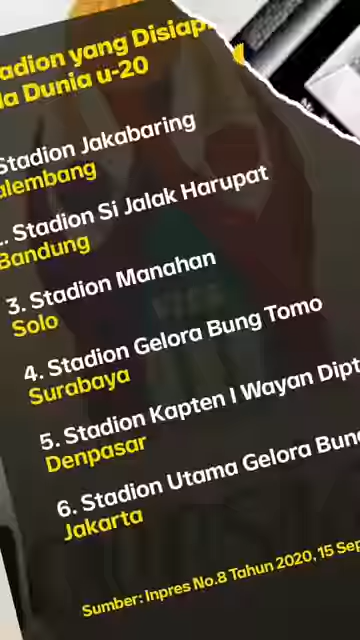 adion yang Disiap
la Dunia u-20
Stadion Jakabaring
alembang
. Stadion Si Jalak Harupat
Bandung
3. Stadion Manahan
Solo
4. Stadion Gelora Bung Tomo
Surabaya
5. Stadion Kapten I Wayan Dipt
Denpasar
6. Stadion Utama Gelora Bung
Jakarta
Sumber: Inpres No.8 Tahun 2020, 15 Sep